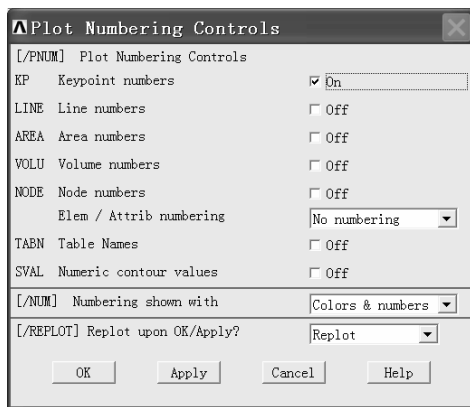 Plot Numbering Controls
[/PNUM] Plot Numbering Controls
KP Keypoint numbers On
LINE Line numbers Off
AREA Area numbers Off
VOLU Volume numbers Off
NODE Node numbers Off
Elem / Attrib numbering No numbering
TABN Table Names Off
SVAL Numeric contour values Off
[/NUM] Numbering shown with Colors & numbers
[/REPLOT] Replot upon OK/Apply? Replot
OK Apply Cancel Help